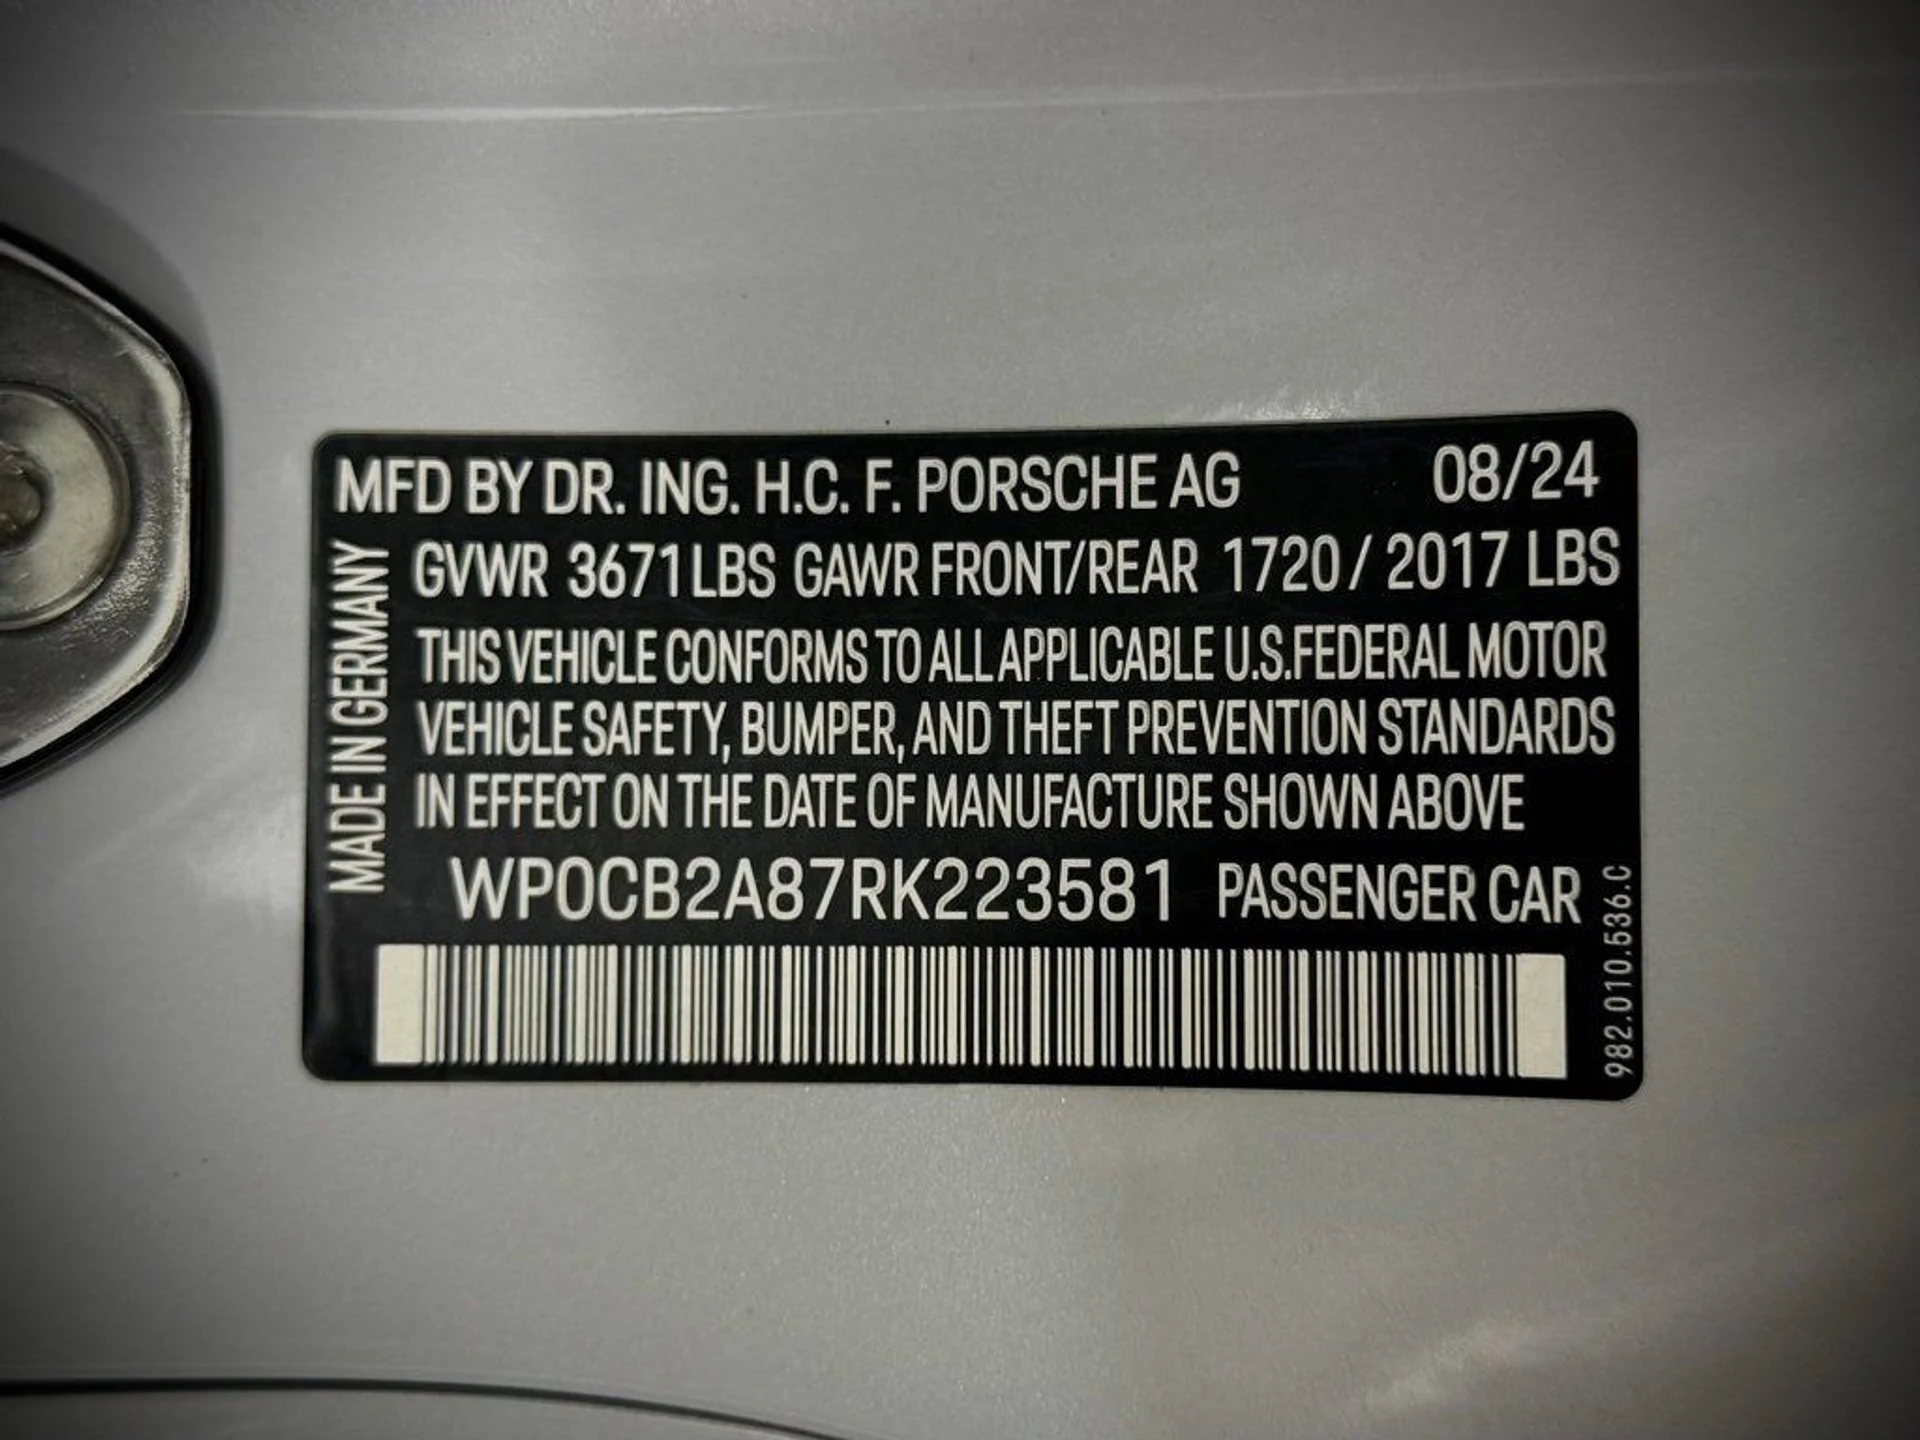 MFD BY DR. ING. H.C. F. PORSCHE AG 08/24
GVWR 3671 LBS GAWR FRONT/REAR 1720 / 2017 LBS
THIS VEHICLE CONFORMS TO ALL APPLICABLE U.S.FEDERAL MOTOR
VEHICLE SAFETY, BUMPER, AND THEFT PREVENTION STANDARDS
IN EFFECT ON THE DATE OF MANUFACTURE SHOWN ABOVE
WP0CB2A87RK223581 PASSENGER CAR
MADE IN GERMANY
982.010.536.C